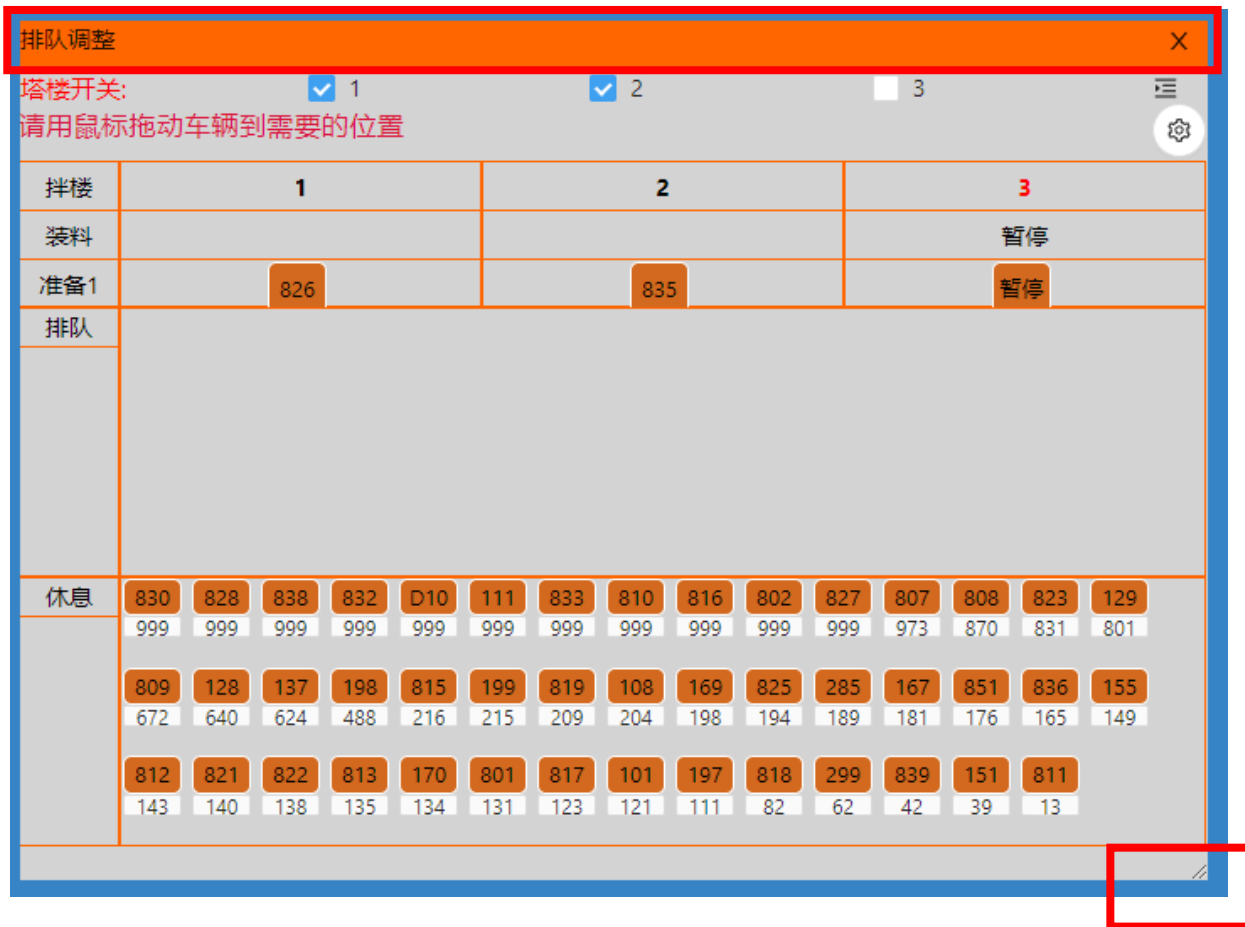 排队调整 X
塔楼开关: 1 2 3
请用鼠标拖动车辆到需要的位置
拌楼 1 2 3
装料 暂停
准备1 826 835 暂停
排队
休息 830 828 838 832 D10 111 833 810 816 802 827 807 808 823 129
999 999 999 999 999 999 999 999 999 999 999 973 870 831 801
809 128 137 198 815 199 819 108 169 825 285 167 851 836 155
672 640 624 488 216 215 209 204 198 194 189 181 176 165 149
812 821 822 813 170 801 817 101 197 818 299 839 151 811
143 140 138 135 134 131 123 121 111 82 62 42 39 13